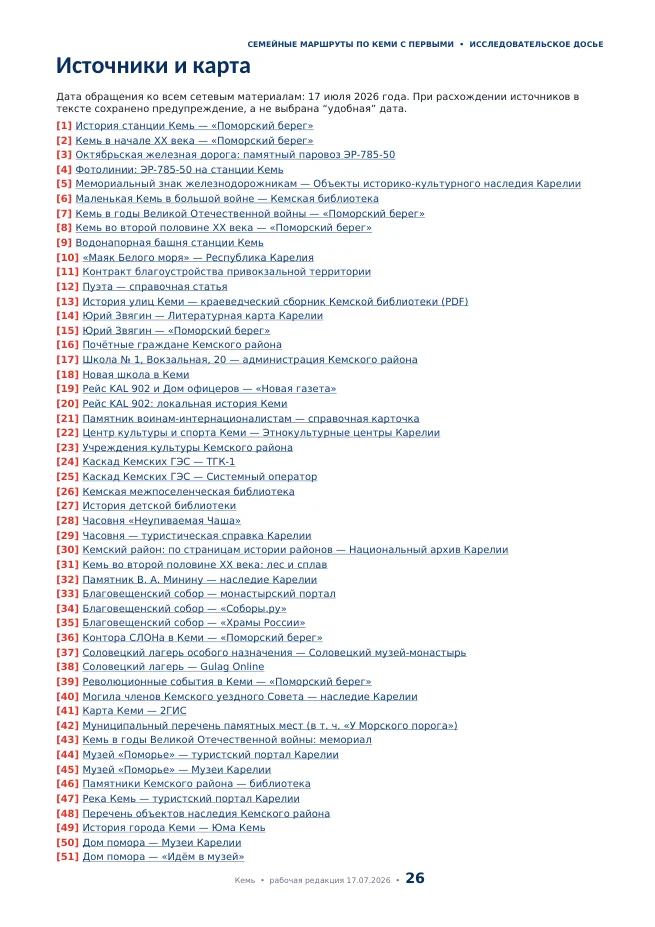 СЕМЕЙНЫЕ МАРШРУТЫ ПО КЕМИ С ПЕРВЫМИ • ИССЛЕДОВАТЕЛЬСКОЕ ДОСЬЕ
Источники и карта
Дата обращения ко всем сетевым материалам: 17 июля 2026 года. При расхождении источников в
тексте сохранено предупреждение, а не выбрана “удобная” дата.
[1] История станции Кемь — «Поморский берег»
[2] Кемь в начале XX века — «Поморский берег»
[3] Октябрьская железная дорога: памятный паровоз ЭР-785-50
[4] Фотолинии: ЭР-785-50 на станции Кемь
[5] Мемориальный знак железнодорожникам — Объекты историко-культурного наследия Карелии
[6] Маленькая Кемь в большой войне — Кемская библиотека
[7] Кемь в годы Великой Отечественной войны — «Поморский берег»
[8] Кемь во второй половине XX века — «Поморский берег»
[9] Водонапорная башня станции Кемь
[10] «Маяк Белого моря» — Республика Карелия
[11] Контракт благоустройства привокзальной территории
[12] Пуэта — справочная статья
[13] История улиц Кеми — краеведческий сборник Кемской библиотеки (PDF)
[14] Юрий Звягин — Литературная карта Карелии
[15] Юрий Звягин — «Поморский берег»
[16] Почётные граждане Кемского района
[17] Школа № 1, Вокзальная, 20 — администрация Кемского района
[18] Новая школа в Кеми
[19] Рейс KAL 902 и Дом офицеров — «Новая газета»
[20] Рейс KAL 902: локальная история Кеми
[21] Памятник воинам-интернационалистам — справочная карточка
[22] Центр культуры и спорта Кеми — Этнокультурные центры Карелии
[23] Учреждения культуры Кемского района
[24] Каскад Кемских ГЭС — ТГК-1
[25] Каскад Кемских ГЭС — Системный оператор
[26] Кемская межпоселенческая библиотека
[27] История детской библиотеки
[28] Часовня «Неупиваемая Чаша»
[29] Часовня — туристическая справка Карелии
[30] Кемский район: по страницам истории районов — Национальный архив Карелии
[31] Кемь во второй половине XX века: лес и сплав
[32] Памятник В. А. Минину — наследие Карелии
[33] Благовещенский собор — монастырский портал
[34] Благовещенский собор — «Соборы.ру»
[35] Благовещенский собор — «Храмы России»
[36] Контора СЛОНа в Кеми — «Поморский берег»
[37] Соловецкий лагерь особого назначения — Соловецкий музей-монастырь
[38] Соловецкий лагерь — Gulag Online
[39] Революционные события в Кеми — «Поморский берег»
[40] Могила членов Кемского уездного Совета — наследие Карелии
[41] Карта Кеми — 2ГИС
[42] Муниципальный перечень памятных мест (в т. ч. «У Морского порога»)
[43] Кемь в годы Великой Отечественной войны: мемориал
[44] Музей «Поморье» — туристский портал Карелии
[45] Музей «Поморье» — Музеи Карелии
[46] Памятники Кемского района — библиотека
[47] Река Кемь — туристский портал Карелии
[48] Перечень объектов наследия Кемского района
[49] История города Кеми — Юма Кемь
[50] Дом помора — Музеи Карелии
[51] Дом помора — «Идём в музей»
Кемь • рабочая редакция 17.07.2026 • 26